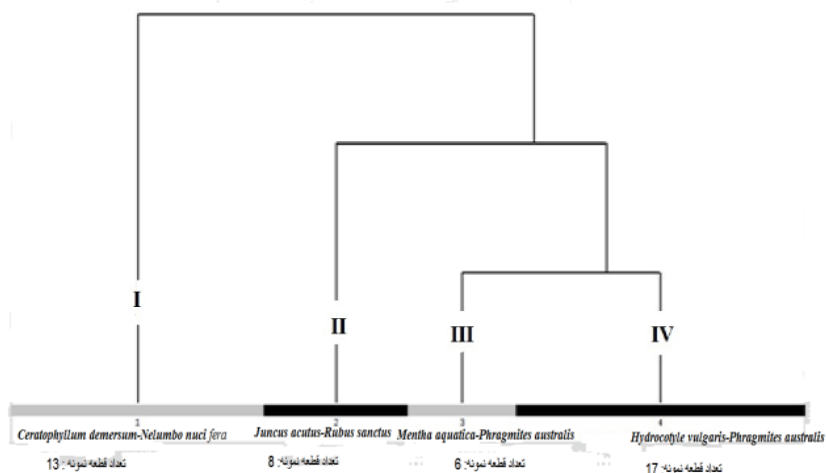 I
II
III
IV
1
2
3
4
Ceratophyllum demersum-Nelumbo nuci fera
Juncus acutus-Rubus sanctus
Mentha aquatica-Phragmites australis
Hydrocotyle vulgaris-Phragmites australis
تعداد قطعه نمونه: 13
تعداد قطعه نمونه: 8
تعداد قطعه نمونه: 6
تعداد قطعه نمونه: 17